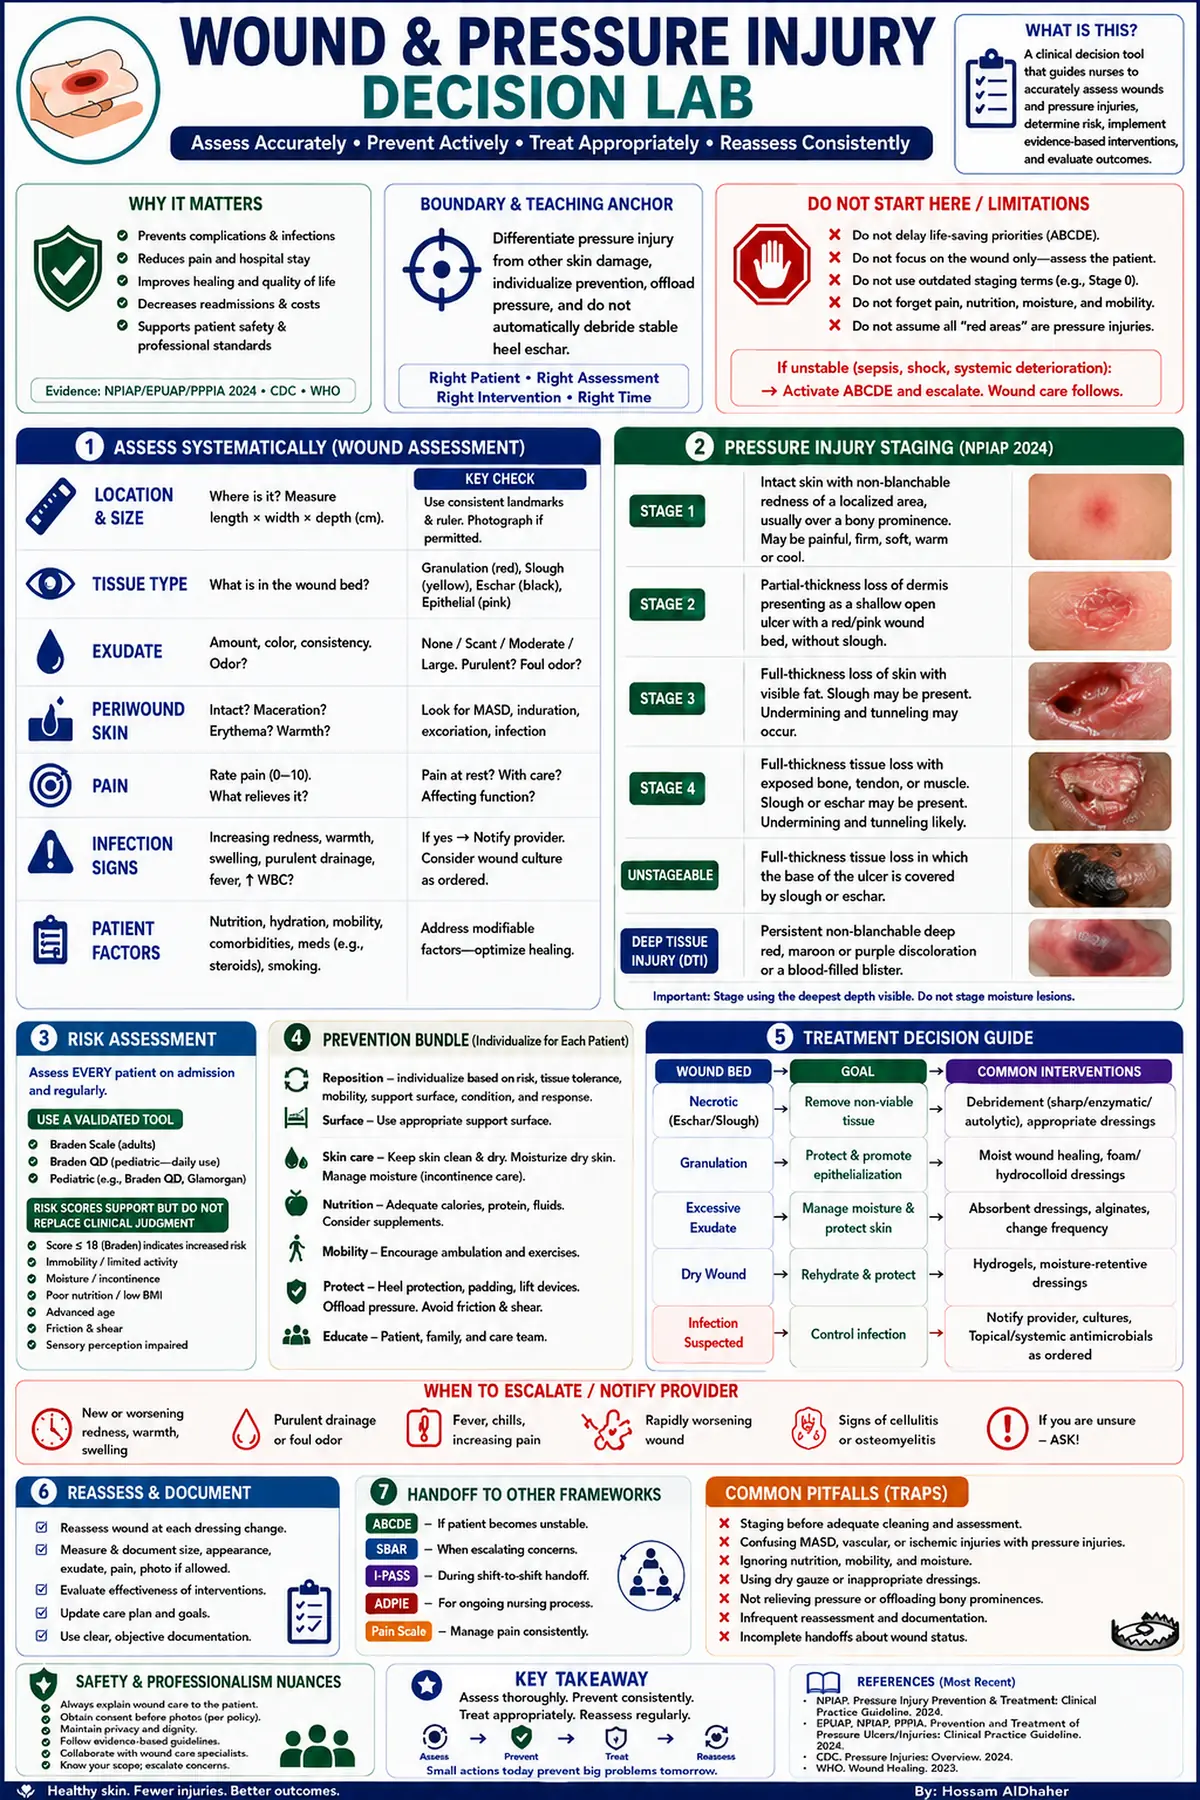 WOUND & PRESSURE INJURY
DECISION LAB
Assess Accurately • Prevent Actively • Treat Appropriately • Reassess Consistently
WHAT IS THIS?
A clinical decision tool
that guides nurses to
accurately assess wounds
and pressure injuries,
determine risk, implement
evidence-based interventions,
and evaluate outcomes.
WHY IT MATTERS
Prevents complications & infections
Reduces pain and hospital stay
Improves healing and quality of life
Decreases readmissions & costs
Supports patient safety &
professional standards
Evidence: NPIAP/EPUAP/PPPIA 2024 • CDC • WHO
BOUNDARY & TEACHING ANCHOR
Differentiate pressure injury
from other skin damage,
individualize prevention, offload
pressure, and do not
automatically debride stable
heel eschar.
Right Patient • Right Assessment
Right Intervention • Right Time
DO NOT START HERE / LIMITATIONS
Do not delay life-saving priorities (ABCDE).
Do not focus on the wound only—assess the patient.
Do not use outdated staging terms (e.g., Stage 0).
Do not forget pain, nutrition, moisture, and mobility.
Do not assume all "red areas" are pressure injuries.
If unstable (sepsis, shock, systemic deterioration):
→ Activate ABCDE and escalate. Wound care follows.
1 ASSESS SYSTEMATICALLY (WOUND ASSESSMENT)
KEY CHECK
LOCATION
& SIZE
Where is it? Measure
length × width × depth (cm).
Use consistent landmarks
& ruler. Photograph if
permitted.
TISSUE TYPE
What is in the wound bed?
Granulation (red), Slough
(yellow), Eschar (black),
Epithelial (pink)
EXUDATE
Amount, color, consistency.
Odor?
None / Scant / Moderate /
Large. Purulent? Foul odor?
PERIWOUND
SKIN
Intact? Maceration?
Erythema? Warmth?
Look for MASD, induration,
excoriation, infection
PAIN
Rate pain (0–10).
What relieves it?
Pain at rest? With care?
Affecting function?
INFECTION
SIGNS
Increasing redness, warmth,
swelling, purulent drainage,
fever, ↑ WBC?
If yes → Notify provider.
Consider wound culture
as ordered.
PATIENT
FACTORS
Nutrition, hydration, mobility,
comorbidities, meds (e.g.,
steroids), smoking.
Address modifiable
factors—optimize healing.
2 PRESSURE INJURY STAGING (NPIAP 2024)
STAGE 1
Intact skin with non-blanchable
redness of a localized area,
usually over a bony prominence.
May be painful, firm, soft, warm
or cool.
STAGE 2
Partial-thickness loss of dermis
presenting as a shallow open
ulcer with a red/pink wound
bed, without slough.
STAGE 3
Full-thickness loss of skin with
visible fat. Slough may be present.
Undermining and tunneling may
occur.
STAGE 4
Full-thickness tissue loss with
exposed bone, tendon, or muscle.
Slough or eschar may be present.
Undermining and tunneling likely.
UNSTAGEABLE
Full-thickness tissue loss in which
the base of the ulcer is covered
by slough or eschar.
DEEP TISSUE
INJURY (DTI)
Persistent non-blanchable deep
red, maroon or purple discoloration
or a blood-filled blister.
Important: Stage using the deepest depth visible. Do not stage moisture lesions.
3 RISK ASSESSMENT
Assess EVERY patient on admission
and regularly.
USE A VALIDATED TOOL
Braden Scale (adults)
Braden QD (pediatric—daily use)
Pediatric (e.g., Braden QD, Glamorgan)
RISK SCORES SUPPORT BUT DO NOT
REPLACE CLINICAL JUDGMENT
Score ≤ 18 (Braden) indicates increased risk
Immobility / limited activity
Moisture / incontinence
Poor nutrition / low BMI
Advanced age
Friction & shear
Sensory perception impaired
4 PREVENTION BUNDLE (Individualize for Each Patient)
Reposition – individualize based on risk, tissue tolerance,
mobility, support surface, condition, and response.
Surface – Use appropriate support surface.
Skin care – Keep skin clean & dry. Moisturize dry skin.
Manage moisture (incontinence care).
Nutrition – Adequate calories, protein, fluids.
Consider supplements.
Mobility – Encourage ambulation and exercises.
Protect – Heel protection, padding, lift devices.
Offload pressure. Avoid friction & shear.
Educate – Patient, family, and care team.
5 TREATMENT DECISION GUIDE
WOUND BED → GOAL → COMMON INTERVENTIONS
Necrotic
(Eschar/Slough)
→ Remove non-viable
tissue
→ Debridement (sharp/enzymatic/
autolytic), appropriate dressings
Granulation
→ Protect & promote
epithelialization
→ Moist wound healing, foam/
hydrocolloid dressings
Excessive
Exudate
→ Manage moisture &
protect skin
→ Absorbent dressings, alginates,
change frequency
Dry Wound
→ Rehydrate & protect
→ Hydrogels, moisture-retentive
dressings
Infection
Suspected
→ Control infection
→ Notify provider, cultures,
Topical/systemic antimicrobials
as ordered
WHEN TO ESCALATE / NOTIFY PROVIDER
New or worsening
redness, warmth,
swelling
Purulent drainage
or foul odor
Fever, chills,
increasing pain
Rapidly worsening
wound
Signs of cellulitis
or osteomyelitis
If you are unsure
– ASK!
6 REASSESS & DOCUMENT
Reassess wound at each dressing change.
Measure & document size, appearance,
exudate, pain, photo if allowed.
Evaluate effectiveness of interventions.
Update care plan and goals.
Use clear, objective documentation.
7 HANDOFF TO OTHER FRAMEWORKS
ABCDE – If patient becomes unstable.
SBAR – When escalating concerns.
I-PASS – During shift-to-shift handoff.
ADPIE – For ongoing nursing process.
Pain Scale – Manage pain consistently.
COMMON PITFALLS (TRAPS)
Staging before adequate cleaning and assessment.
Confusing MASD, vascular, or ischemic injuries with pressure injuries.
Ignoring nutrition, mobility, and moisture.
Using dry gauze or inappropriate dressings.
Not relieving pressure or offloading bony prominences.
Infrequent reassessment and documentation.
Incomplete handoffs about wound status.
SAFETY & PROFESSIONALISM NUANCES
Always explain wound care to the patient.
Obtain consent before photos (per policy).
Maintain privacy and dignity.
Follow evidence-based guidelines.
Collaborate with wound care specialists.
Know your scope; escalate concerns.
KEY TAKEAWAY
Assess thoroughly. Prevent consistently.
Treat appropriately. Reassess regularly.
Assess → Prevent → Treat → Reassess
Small actions today prevent big problems tomorrow.
REFERENCES (Most Recent)
• NPIAP. Pressure Injury Prevention & Treatment: Clinical
Practice Guideline. 2024.
• EPUAP, NPIAP, PPPIA. Prevention and Treatment of
Pressure Ulcers/Injuries: Clinical Practice Guideline.
2024.
• CDC. Pressure Injuries: Overview. 2024.
• WHO. Wound Healing. 2023.
Healthy skin. Fewer injuries. Better outcomes.
By: Hossam AlDhaher